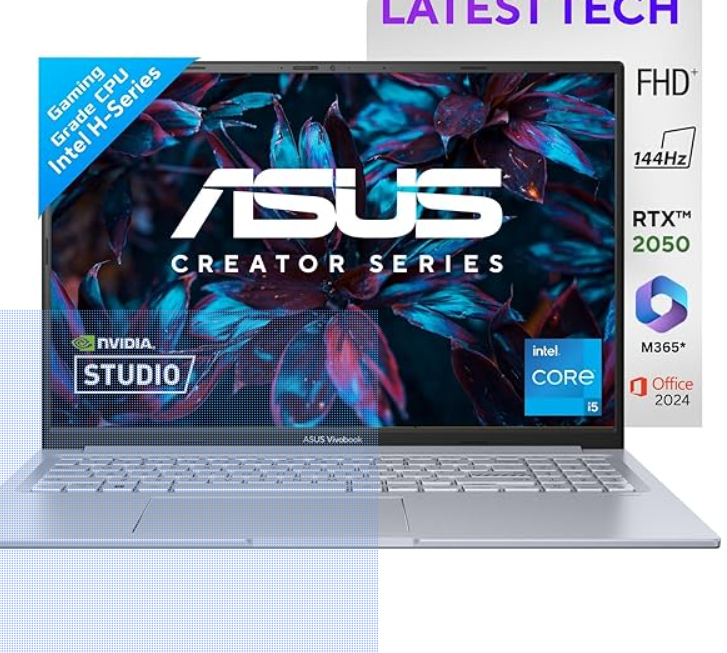 LATEST TECH
Gaming
Grade CPU
Intel H-Series
FHD+
144Hz
ASUS
CREATOR SERIES
RTX™
2050
NVIDIA.
STUDIO
intel.
CORE
i5
M365*
Office
2024
ASUS Vivobook